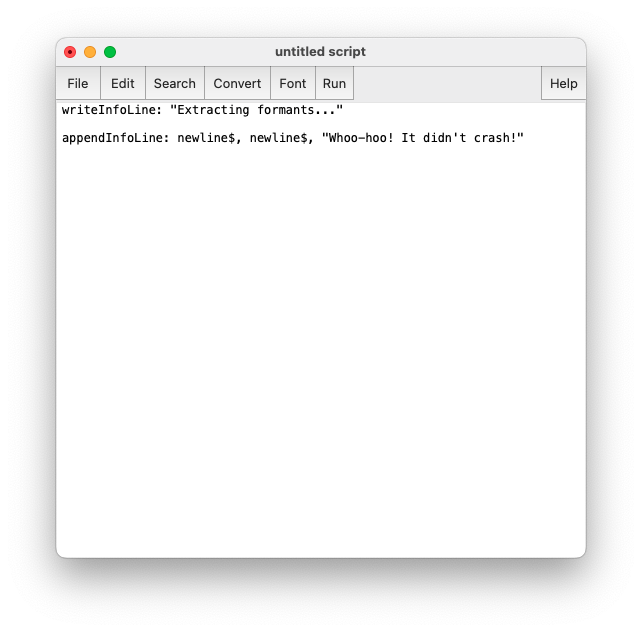 untitled script
File Edit Search Convert Font Run Help
writeInfoLine: "Extracting formants..."
appendInfoLine: newline$, newline$, "Whoo-hoo! It didn't crash!"